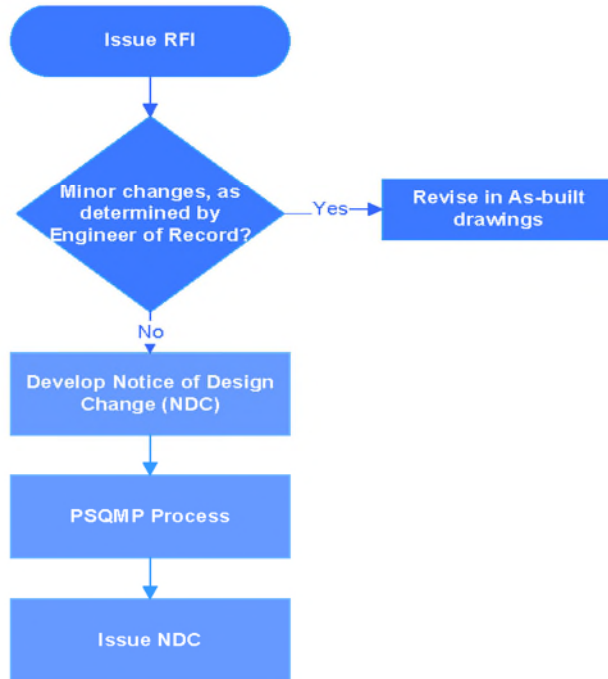 Issue RFI
Minor changes, as
determined by
Engineer of Record?
Yes
Revise in As-built
drawings
No
Develop Notice of Design
Change (NDC)
PSQMP Process
Issue NDC